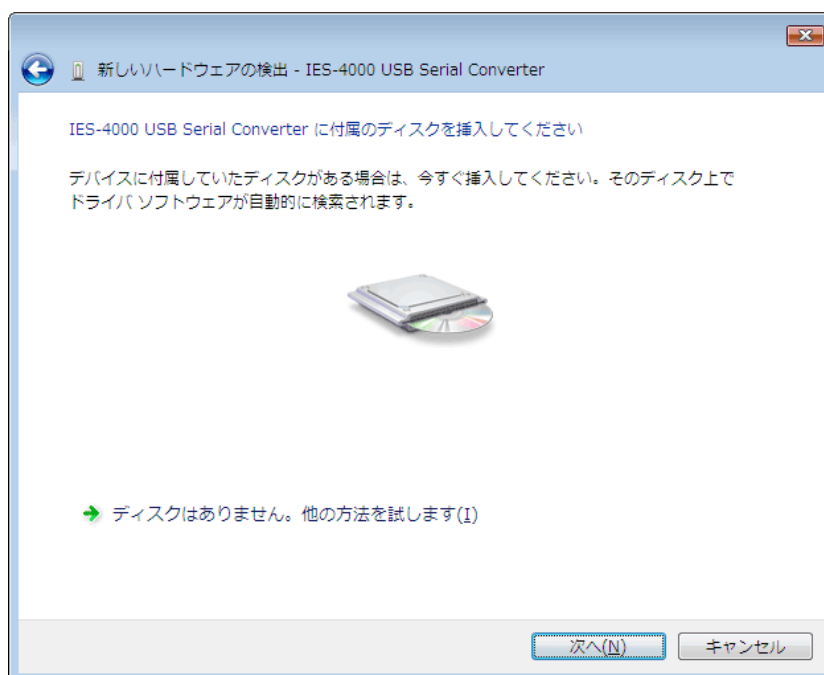 新しいハードウェアの検出 - IES-4000 USB Serial Converter
IES-4000 USB Serial Converter に付属のディスクを挿入してください
デバイスに付属していたディスクがある場合は、今すぐ挿入してください。そのディスク上で
ドライバ ソフトウェアが自動的に検索されます。
ディスクはありません。他の方法を試します(I)
次へ(N)
キャンセル